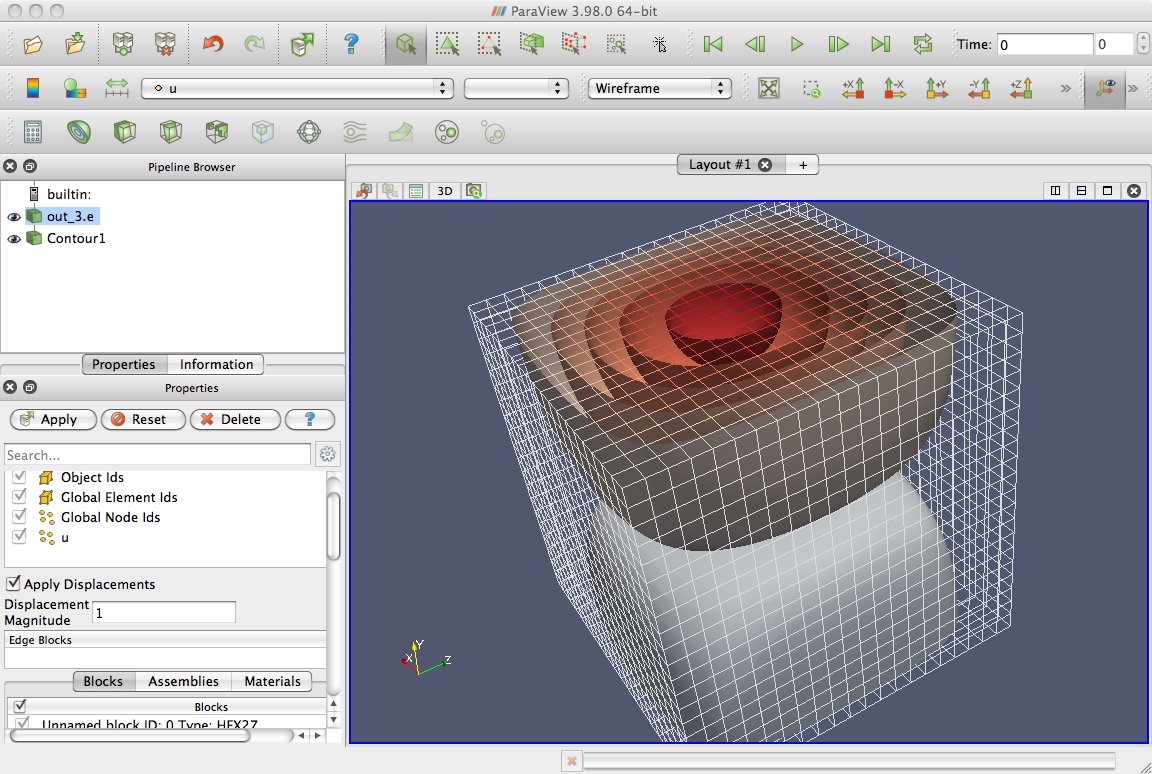 ParaView 3.98.0 64-bit
Time: 0 0
u Wireframe
+X -X +Y -Y +Z
Pipeline Browser
Layout #1 +
builtin:
3D
out_3.e
Contour1
Properties Information
Properties
Apply Reset Delete ?
Search...
Object Ids
Global Element Ids
Global Node Ids
u
Apply Displacements
Displacement
Magnitude 1
Edge Blocks
Y
X Z
Blocks Assemblies Materials
Blocks
Unnamed block ID: 0 Type: HEX27